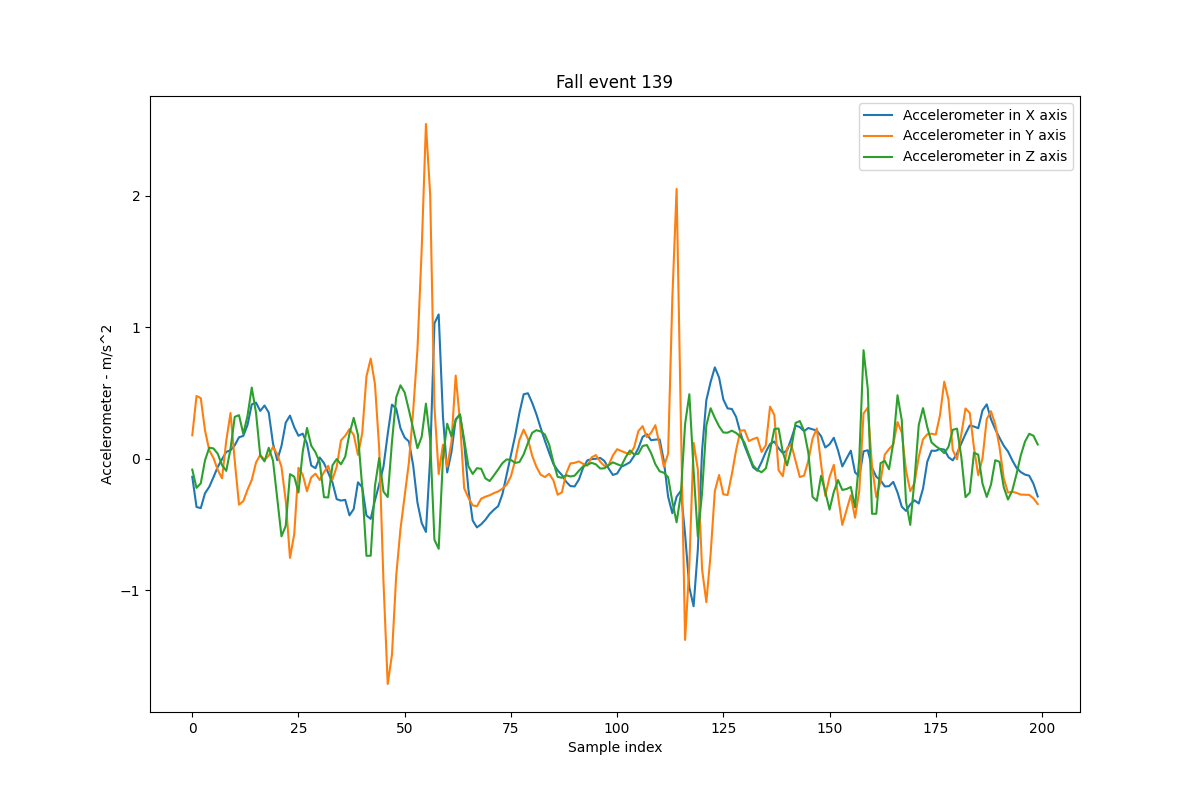 Fall event 139
Accelerometer in X axis
Accelerometer in Y axis
Accelerometer in Z axis
Accelerometer - m/s^2
2
1
0
−1
0 25 50 75 100 125 150 175 200
Sample index